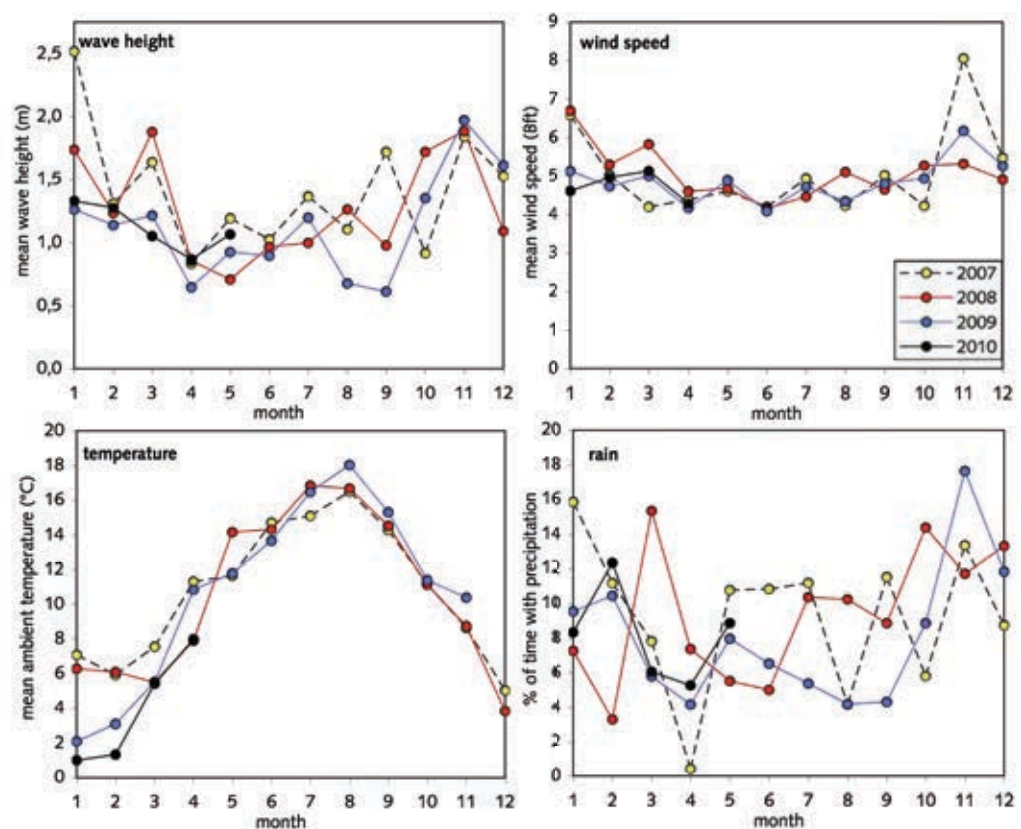 wave height
mean wave height (m)
2,5
2,0
1,5
1,0
0,5
0,0
1 2 3 4 5 6 7 8 9 10 11 12
month
wind speed
mean wind speed (Bft)
9
8
7
6
5
4
3
2
1
0
2007
2008
2009
2010
1 2 3 4 5 6 7 8 9 10 11 12
month
temperature
mean ambient temperature (°C)
20
18
16
14
12
10
8
6
4
2
0
1 2 3 4 5 6 7 8 9 10 11 12
month
rain
% of time with precipitation
20
18
16
14
12
10
8
6
4
2
0
1 2 3 4 5 6 7 8 9 10 11 12
month